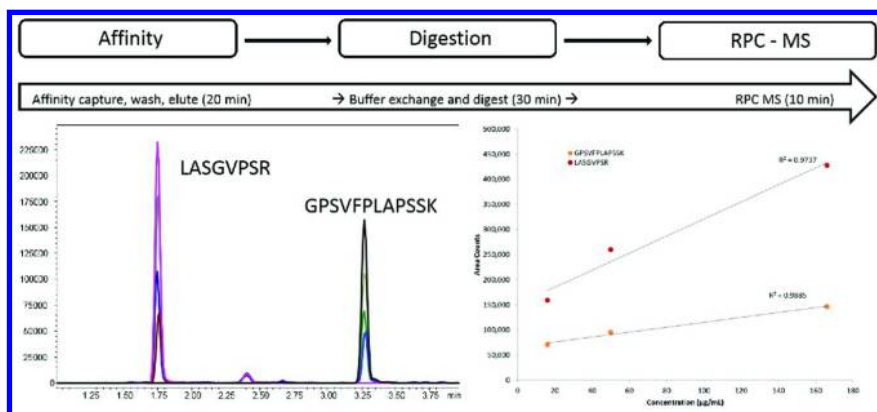 Affinity
Digestion
RPC - MS
Affinity capture, wash, elute (20 min) → Buffer exchange and digest (30 min) → RPC MS (10 min)
225000
200000
175000
150000
125000
100000
75000
50000
25000
0
LASGVPSR
GPSVFPLAPSSK
1.25 1.50 1.75 2.00 2.25 2.50 2.75 3.00 3.25 3.50 3.75 min
500,000
450,000
400,000
350,000
300,000
250,000
200,000
150,000
100,000
50,000
0
Area Counts
GPSVFPLAPSSK
LASGVPSR
R² = 0.9737
R² = 0.9885
0 20 40 60 80 100 120 140 160 180
Concentration (µg/mL)